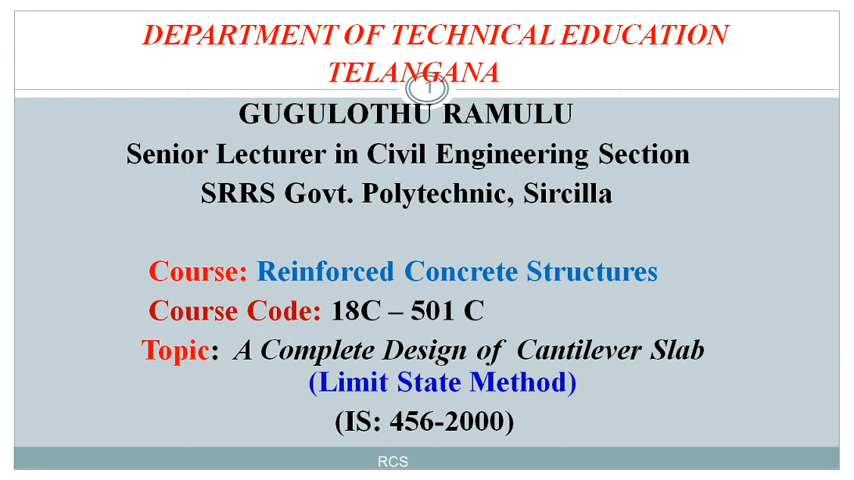 DEPARTMENT OF TECHNICAL EDUCATION
TELANGANA
1
GUGULOTHU RAMULU
Senior Lecturer in Civil Engineering Section
SRRS Govt. Polytechnic, Sircilla
Course: Reinforced Concrete Structures
Course Code: 18C – 501 C
Topic: A Complete Design of Cantilever Slab
(Limit State Method)
(IS: 456-2000)
RCS